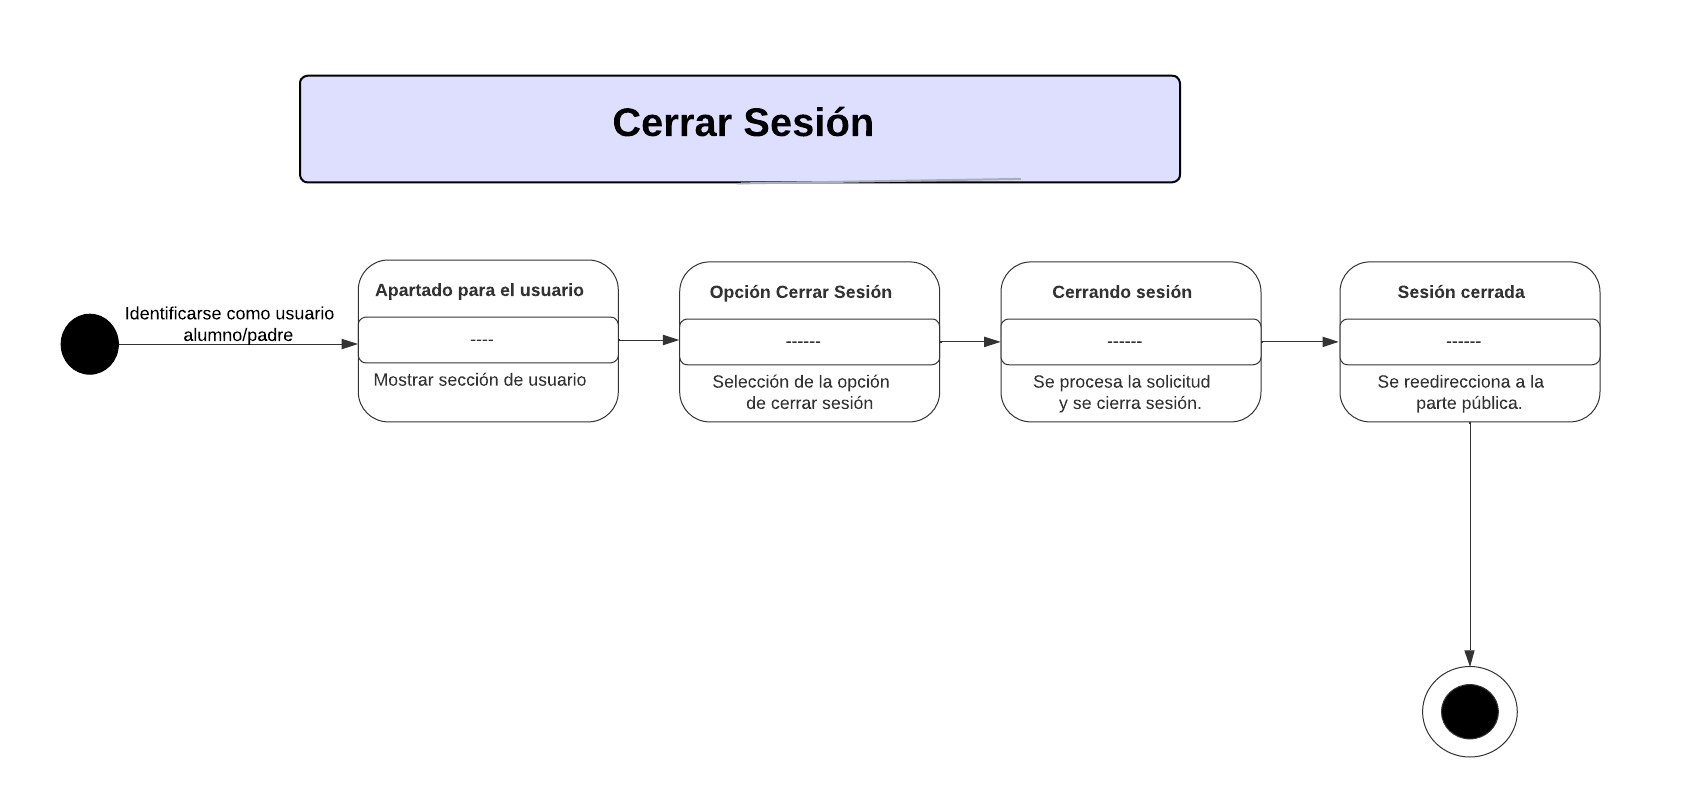 Cerrar Sesión
Identificarse como usuario
alumno/padre
Apartado para el usuario
----
Mostrar sección de usuario
Opción Cerrar Sesión
------
Selección de la opción
de cerrar sesión
Cerrando sesión
------
Se procesa la solicitud
y se cierra sesión.
Sesión cerrada
------
Se reedirecciona a la
parte pública.